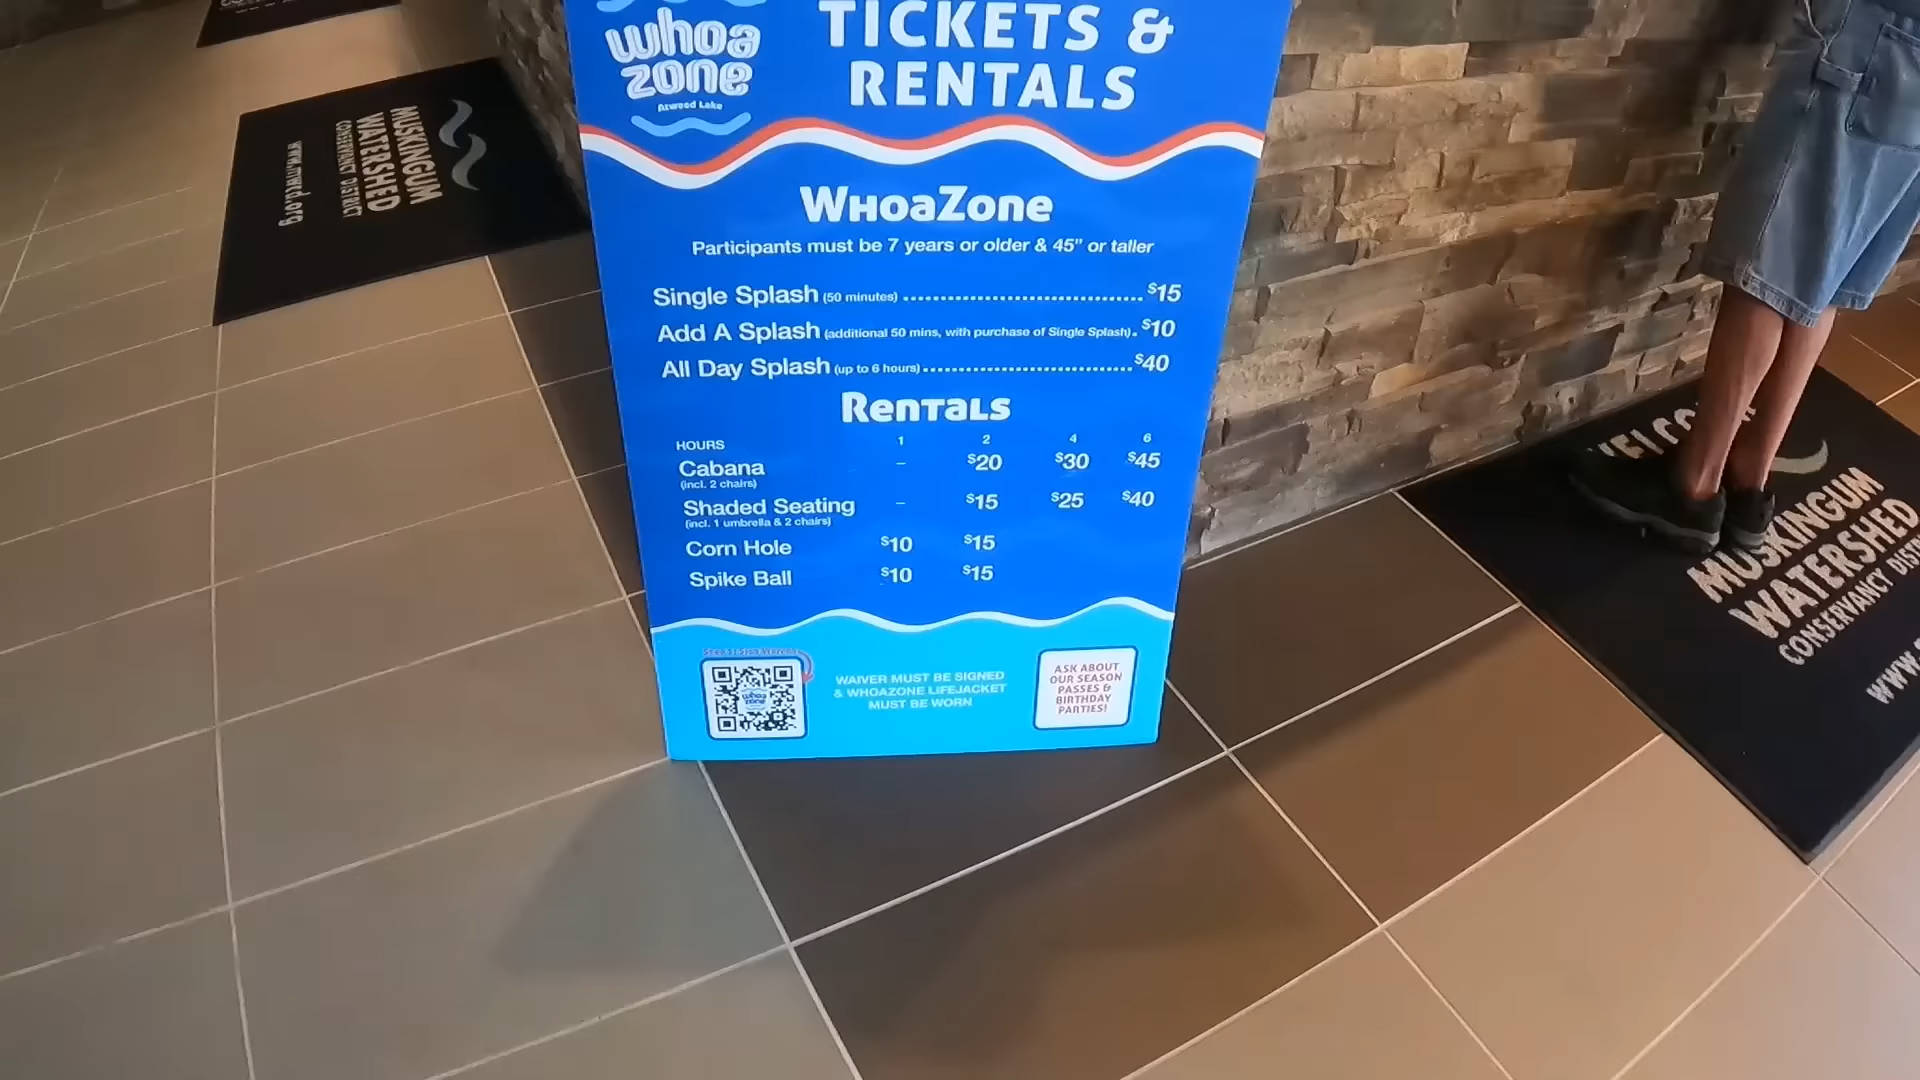 whoa
zone
Atwood Lake
TICKETS &
RENTALS
WHOAZONE
Participants must be 7 years or older & 45" or taller
Single Splash (50 minutes) $15
Add A Splash (additional 50 mins, with purchase of Single Splash). $10
All Day Splash (up to 6 hours) $40
RENTALS
HOURS 1 2 4 6
Cabana – $20 $30 $45
(incl. 2 chairs)
Shaded Seating – $15 $25 $40
(incl. 1 umbrella & 2 chairs)
Corn Hole $10 $15
Spike Ball $10 $15
whoa
zone
WAIVER MUST BE SIGNED
& WHOAZONE LIFEJACKET
MUST BE WORN
ASK ABOUT
OUR SEASON
PASSES &
BIRTHDAY
PARTIES!
MUSKINGUM
WATERSHED
CONSERVANCY DISTRICT
www.mwcd.org
MUSKINGUM
WATERSHED
CONSERVANCY
WWW.